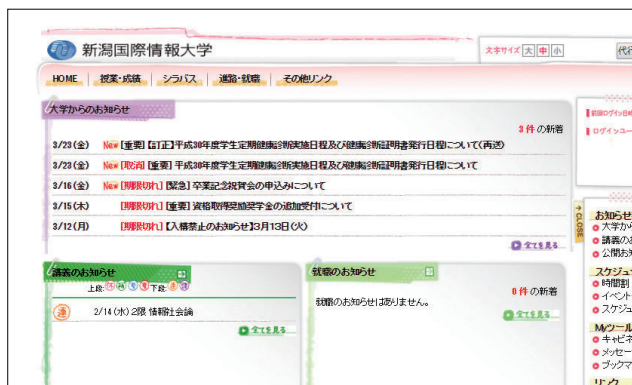 新潟国際情報大学
文字サイズ 大 中 小
HOME 授業・成績 シラバス 進路・就職 その他リンク
大学からのお知らせ
3 件 の新着
3/23(金) New [重要]【訂正】平成30年度学生定期健康診断実施日程及び健康診断証明書発行日程について(再送)
3/23(金) New [取消] [重要] 平成30年度学生定期健康診断実施日程及び健康診断証明書発行日程について
3/16(金) New [期限切れ] [緊急] 卒業記念祝賀会の申込みについて
3/15(木) [期限切れ] [重要] 資格取得奨励奨学金の追加受付について
3/12(月) [期限切れ]【入構禁止のお知らせ】3月13日(火)
全てを見る
講義のお知らせ
上段: 下段:
2/14(水) 2限 情報社会論
全てを見る
就職のお知らせ
0 件 の新着
就職のお知らせはありません。
全てを見る
CLOSE
お知らせ
大学か
講義の
公開お
スケジュ
時間割
イベント
スケジュ
Myツール
キャビネ
メッセー
ブックマ
リンク